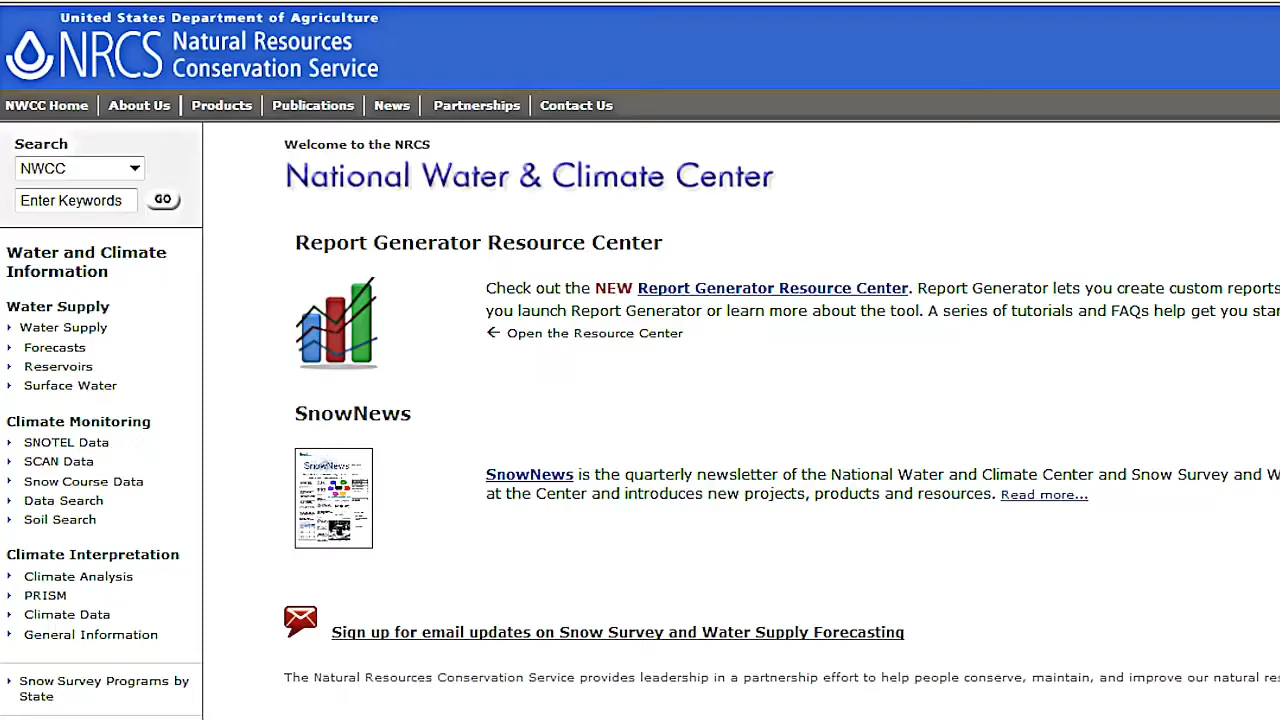 United States Department of Agriculture
NRCS Natural Resources
Conservation Service
NWCC Home
About Us
Products
Publications
News
Partnerships
Contact Us
Search
NWCC
Enter Keywords
GO
Water and Climate
Information
Water Supply
Water Supply
Forecasts
Reservoirs
Surface Water
Climate Monitoring
SNOTEL Data
SCAN Data
Snow Course Data
Data Search
Soil Search
Climate Interpretation
Climate Analysis
PRISM
Climate Data
General Information
Snow Survey Programs by
State
Welcome to the NRCS
National Water & Climate Center
Report Generator Resource Center
Check out the NEW Report Generator Resource Center. Report Generator lets you create custom reports
you launch Report Generator or learn more about the tool. A series of tutorials and FAQs help get you star
← Open the Resource Center
SnowNews
SnowNews
SnowNews is the quarterly newsletter of the National Water and Climate Center and Snow Survey and W
at the Center and introduces new projects, products and resources. Read more...
Sign up for email updates on Snow Survey and Water Supply Forecasting
The Natural Resources Conservation Service provides leadership in a partnership effort to help people conserve, maintain, and improve our natural res